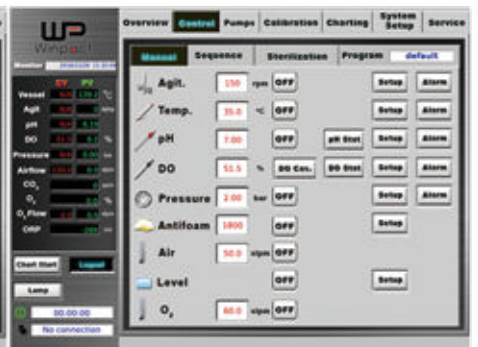 Overview Control Pumps Calibration Charting System Setup Service
WP
Winpact
Monitor
Manual Sequence Sterilization Program default
CV PV
Vessel °C
Agit
pH
DO %
Pressure
Airflow
CO₂
O₂ %
O₂ Flow
ORP
Agit. 150 rpm OFF Setup Alarm
Temp. 35.0 °C OFF Setup Alarm
pH 7.00 OFF pH Stat Setup Alarm
DO 51.5 % DO Cas. DO Stat Setup Alarm
Pressure 2.00 bar OFF Setup Alarm
Antifoam 1800 OFF Setup
Air 50.0 slpm OFF
Level OFF Setup
O₂ 60.0 slpm OFF
Chart Start Logout
Lamp
00:00:00
No connection